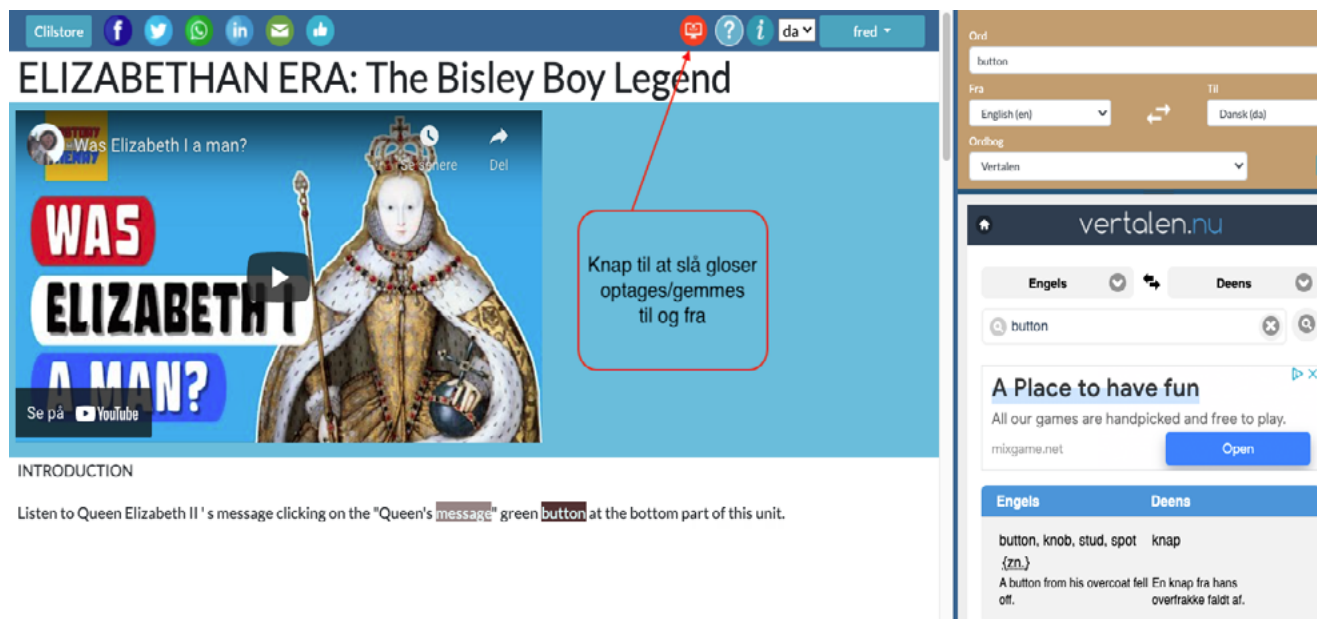 Clilstore
da
fred
ELIZABETHAN ERA: The Bisley Boy Legend
Was Elizabeth I a man?
Se senere
Del
WAS
ELIZABETH I
A MAN?
Se på YouTube
Knap til at slå gloser
optages/gemmes
til og fra
INTRODUCTION
Listen to Queen Elizabeth II ' s message clicking on the "Queen's message" green button at the bottom part of this unit.
Ord
button
Fra
Til
English (en)
Dansk (da)
Ordbog
Vertalen
vertalen.nu
Engels
Deens
button
A Place to have fun
All our games are handpicked and free to play.
mixgame.net
Open
Engels
Deens
button, knob, stud, spot
knap
{zn.}
A button from his overcoat fell
off.
En knap fra hans
overfrakke faldt af.